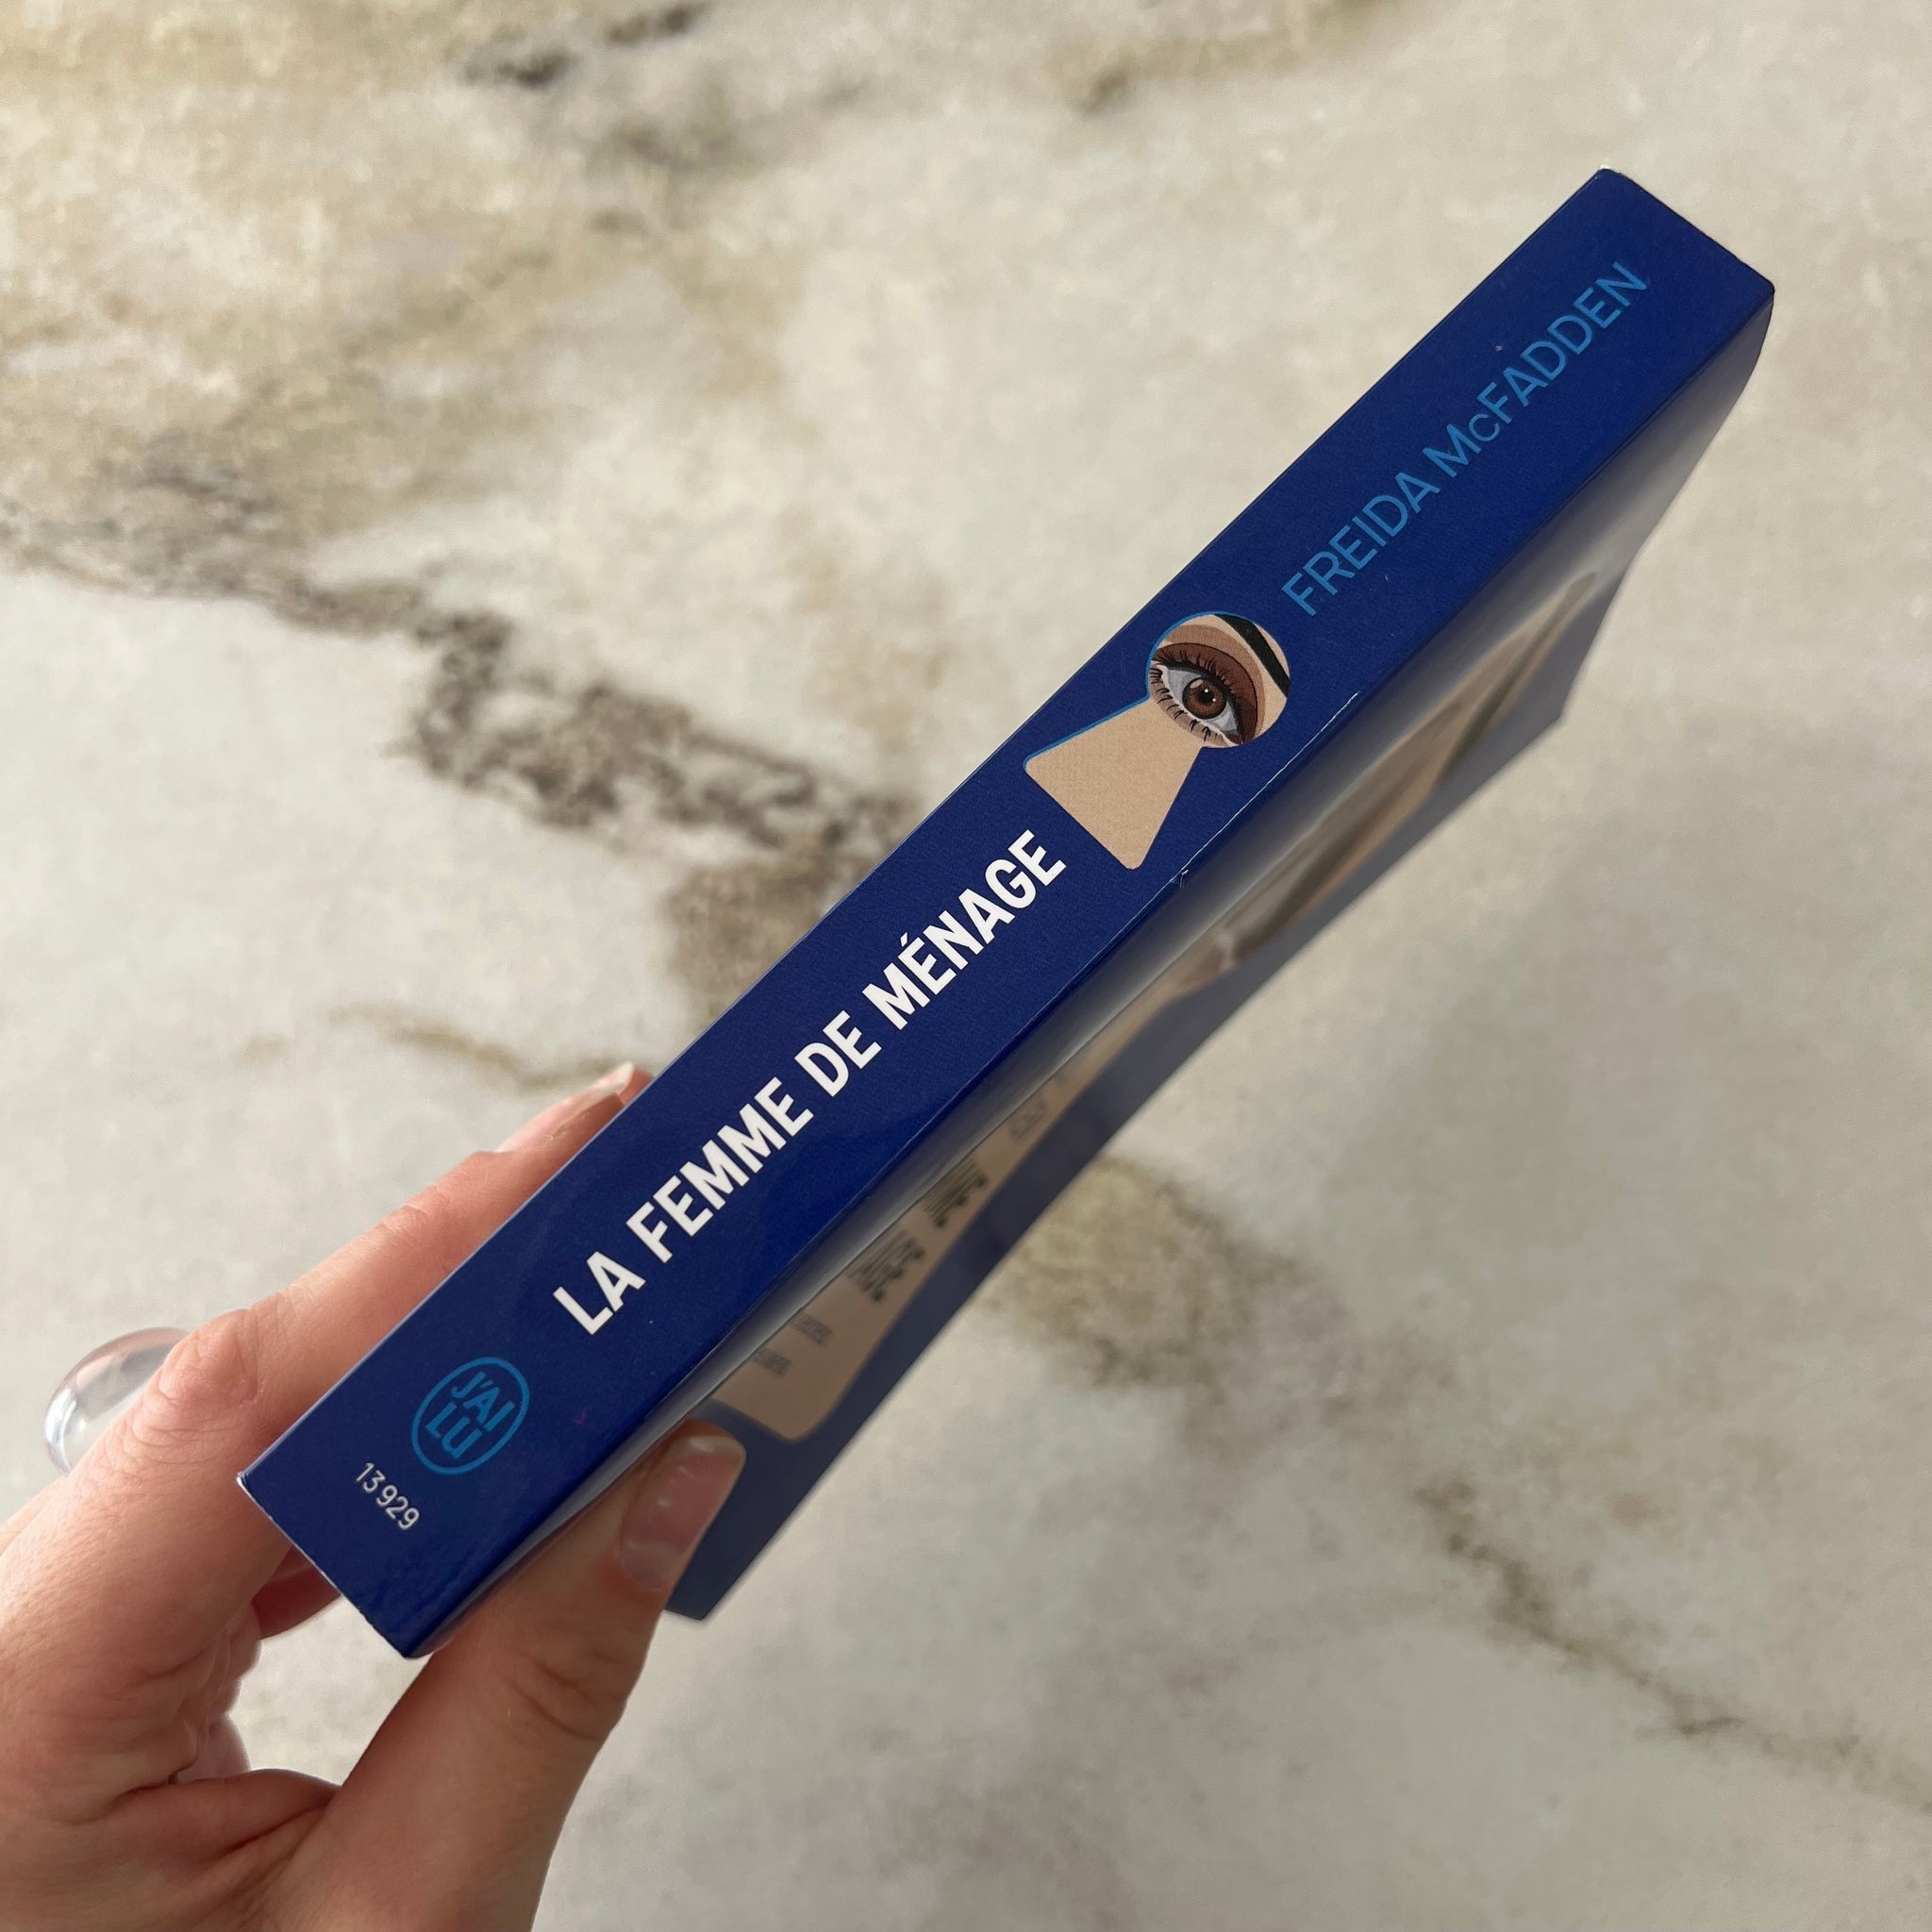 FREIDA McFADDEN
LA FEMME DE MÉNAGE
J'AI
LU
13929